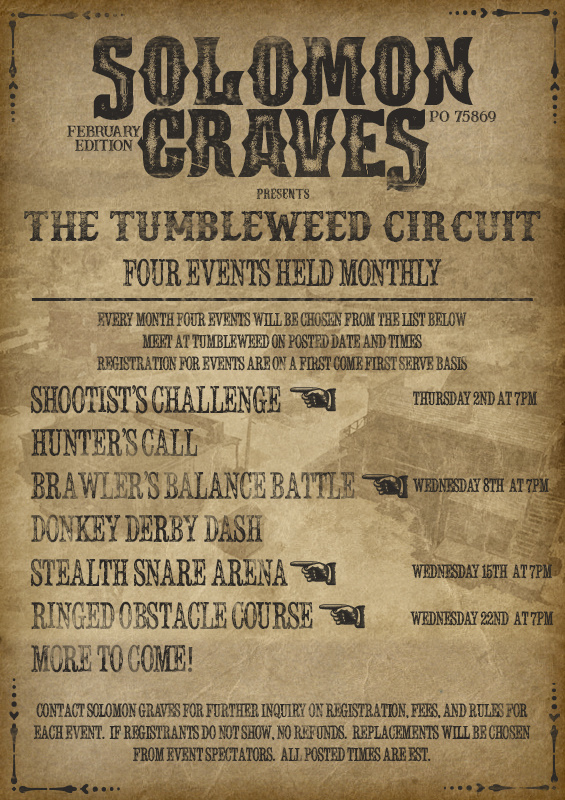 SOLOMON
GRAVES
FEBRUARY
EDITION
PO 75869
PRESENTS
THE TUMBLEWEED CIRCUIT
FOUR EVENTS HELD MONTHLY
EVERY MONTH FOUR EVENTS WILL BE CHOSEN FROM THE LIST BELOW
MEET AT TUMBLEWEED ON POSTED DATE AND TIMES
REGISTRATION FOR EVENTS ARE ON A FIRST COME FIRST SERVE BASIS
SHOOTIST'S CHALLENGE THURSDAY 2ND AT 7PM
HUNTER'S CALL
BRAWLER'S BALANCE BATTLE WEDNESDAY 8TH AT 7PM
DONKEY DERBY DASH
STEALTH SNARE ARENA WEDNESDAY 15TH AT 7PM
RINGED OBSTACLE COURSE WEDNESDAY 22ND AT 7PM
MORE TO COME!
CONTACT SOLOMON GRAVES FOR FURTHER INQUIRY ON REGISTRATION, FEES, AND RULES FOR
EACH EVENT. IF REGISTRANTS DO NOT SHOW, NO REFUNDS. REPLACEMENTS WILL BE CHOSEN
FROM EVENT SPECTATORS. ALL POSTED TIMES ARE EST.